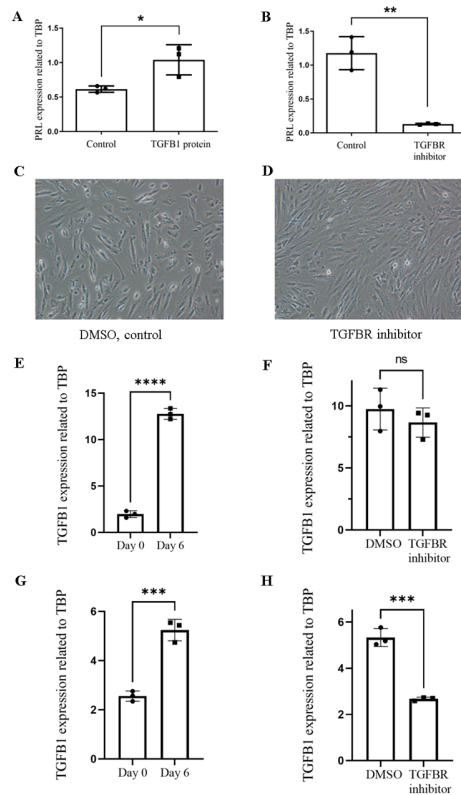 A
PRL expression related to TBP
*
1.5
1.0
0.5
0.0
Control
TGFB1 protein
B
PRL expression related to TBP
**
1.5
1.0
0.5
0.0
Control
TGFBR
inhibitor
C
DMSO, control
D
TGFBR inhibitor
E
TGFB1 expression related to TBP
****
15
10
5
0
Day 0
Day 6
F
TGFB1 expression related to TBP
ns
10
5
0
DMSO
TGFBR
inhibitor
G
TGFB1 expression related to TBP
***
6
4
2
0
Day 0
Day 6
H
TGFB1 expression related to TBP
***
6
4
2
0
DMSO
TGFBR
inhibitor